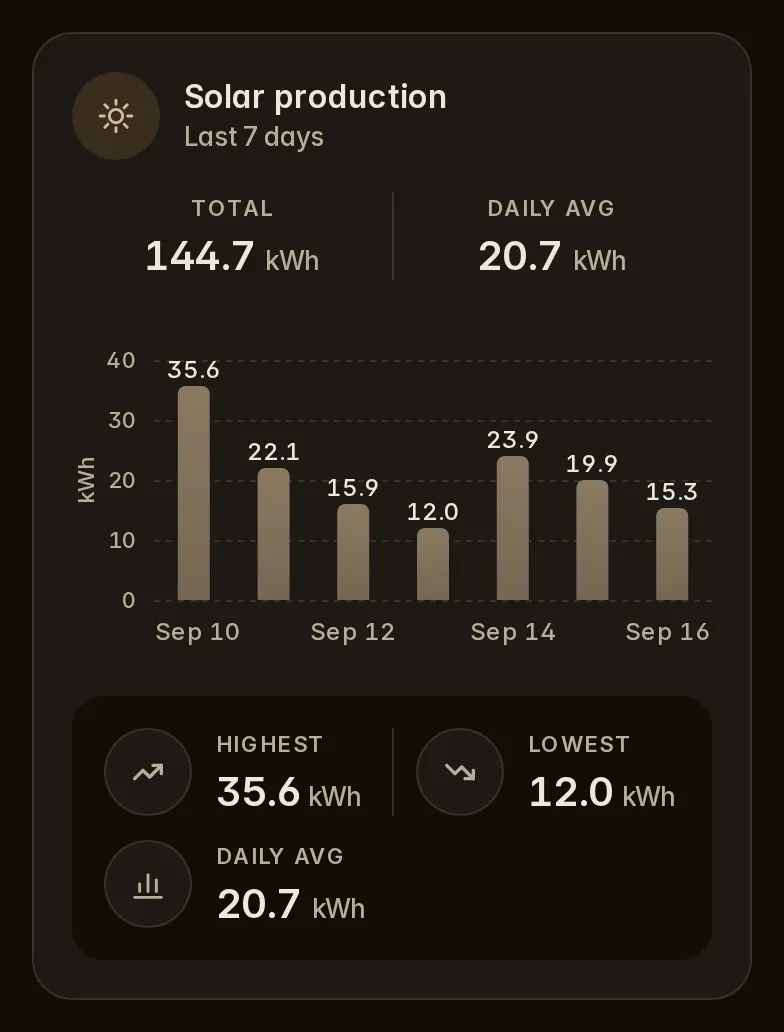 Solar production
Last 7 days
TOTAL
144.7 kWh
DAILY AVG
20.7 kWh
kWh
40
30
20
10
0
35.6
22.1
15.9
12.0
23.9
19.9
15.3
Sep 10
Sep 12
Sep 14
Sep 16
HIGHEST
35.6 kWh
LOWEST
12.0 kWh
DAILY AVG
20.7 kWh